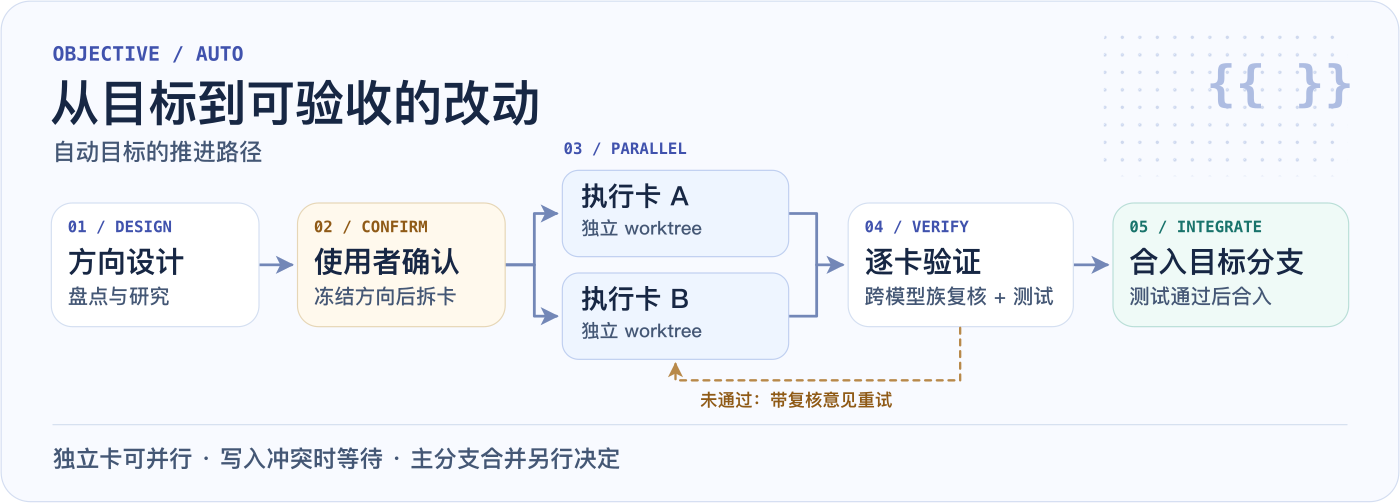 OBJECTIVE / AUTO
{{ }}
从目标到可验收的改动
自动目标的推进路径
03 / PARALLEL
01 / DESIGN
方向设计
盘点与研究
02 / CONFIRM
使用者确认
冻结方向后拆卡
执行卡 A
独立 worktree
执行卡 B
独立 worktree
04 / VERIFY
逐卡验证
跨模型族复核 + 测试
05 / INTEGRATE
合入目标分支
测试通过后合入
未通过：带复核意见重试
独立卡可并行 · 写入冲突时等待 · 主分支合并另行决定